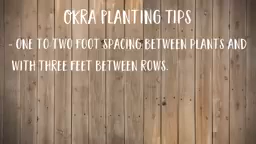 OKRA PLANTING TIPS
- ONE TO TWO FOOT SPACING BETWEEN PLANTS AND
WITH THREE FEET BETWEEN ROWS.